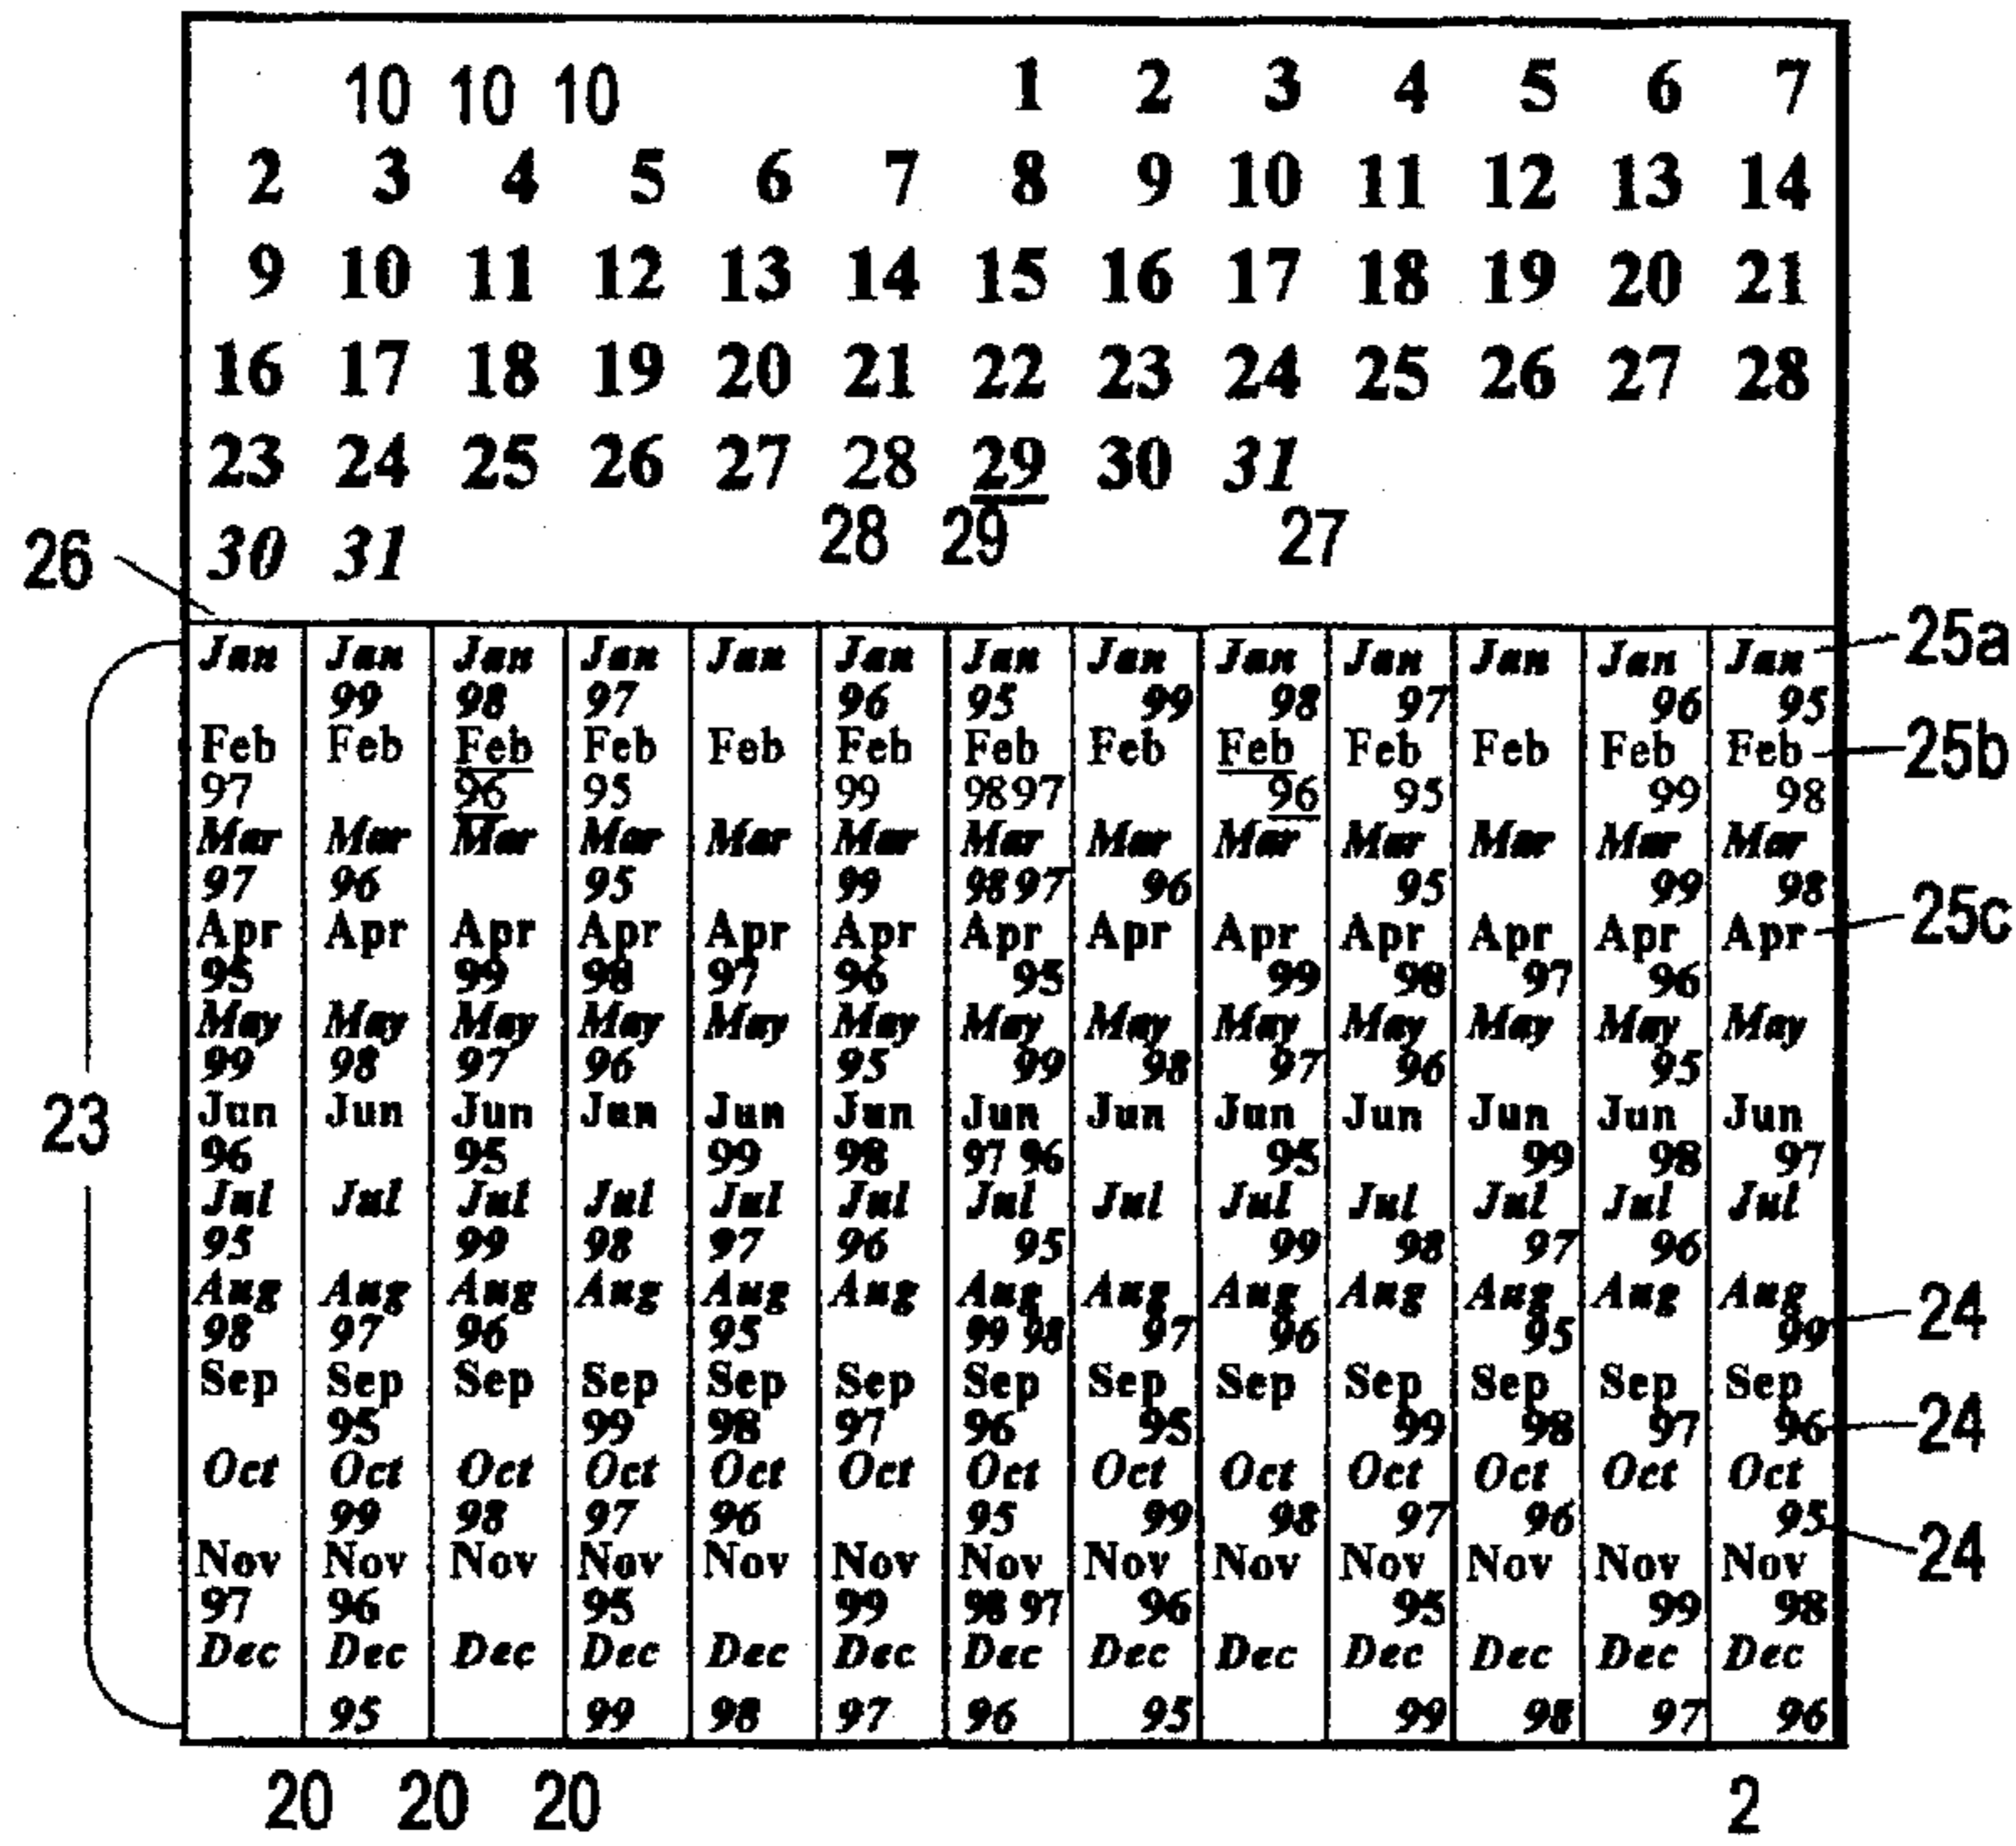 10 10 10 1 2 3 4 5 6 7
2 3 4 5 6 7 8 9 10 11 12 13 14
9 10 11 12 13 14 15 16 17 18 19 20 21
16 17 18 19 20 21 22 23 24 25 26 27 28
23 24 25 26 27 28 29 30 31
28 29 27
26 30 31
Jan Jan Jan Jan Jan Jan Jan Jan Jan Jan Jan Jan Jan 25a
99 98 97 96 95 99 98 97 96 95
Feb Feb Feb Feb Feb Feb Feb Feb Feb Feb Feb Feb Feb 25b
97 96 95 99 98 97 96 95 99 98
Mar Mar Mar Mar Mar Mar Mar Mar Mar Mar Mar Mar Mar
97 96 95 99 98 97 96 95 99 98
Apr Apr Apr Apr Apr Apr Apr Apr Apr Apr Apr Apr Apr 25c
95 99 98 97 96 95 99 98 97 96
May May May May May May May May May May May May May
99 98 97 96 95 99 98 97 96 95
23 Jun Jun Jun Jun Jun Jun Jun Jun Jun Jun Jun Jun Jun
96 95 99 98 97 96 95 99 98 97
Jul Jul Jul Jul Jul Jul Jul Jul Jul Jul Jul Jul Jul
95 99 98 97 96 95 99 98 97 96
Aug Aug Aug Aug Aug Aug Aug Aug Aug Aug Aug Aug Aug 24
98 97 96 95 99 98 97 96 95 99
Sep Sep Sep Sep Sep Sep Sep Sep Sep Sep Sep Sep Sep
95 99 98 97 96 95 99 98 97 96 24
Oct Oct Oct Oct Oct Oct Oct Oct Oct Oct Oct Oct Oct
99 98 97 96 95 99 98 97 96 95 24
Nov Nov Nov Nov Nov Nov Nov Nov Nov Nov Nov Nov Nov
97 96 95 99 98 97 96 95 99 98
Dec Dec Dec Dec Dec Dec Dec Dec Dec Dec Dec Dec Dec
95 99 98 97 96 95 99 98 97 96
20 20 20 2